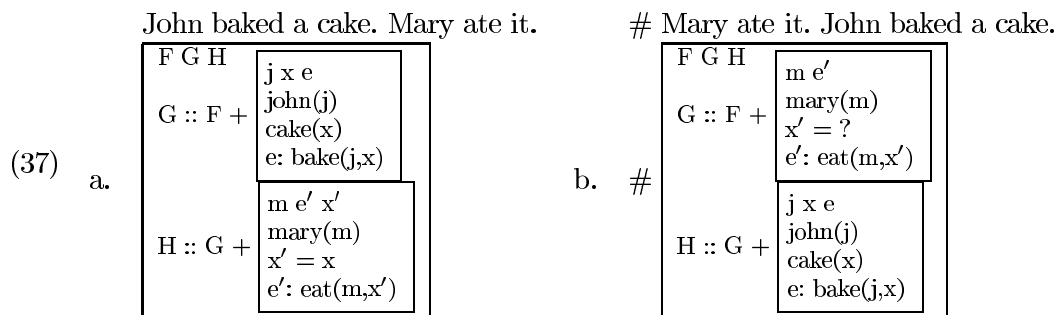 John baked a cake. Mary ate it.
F G H
G :: F +
j x e
john(j)
cake(x)
e: bake(j,x)
(37) a.
H :: G +
m e′ x′
mary(m)
x′ = x
e′: eat(m,x′)
# Mary ate it. John baked a cake.
F G H
G :: F +
m e′
mary(m)
x′ = ?
e′: eat(m,x′)
b. #
H :: G +
j x e
john(j)
cake(x)
e: bake(j,x)